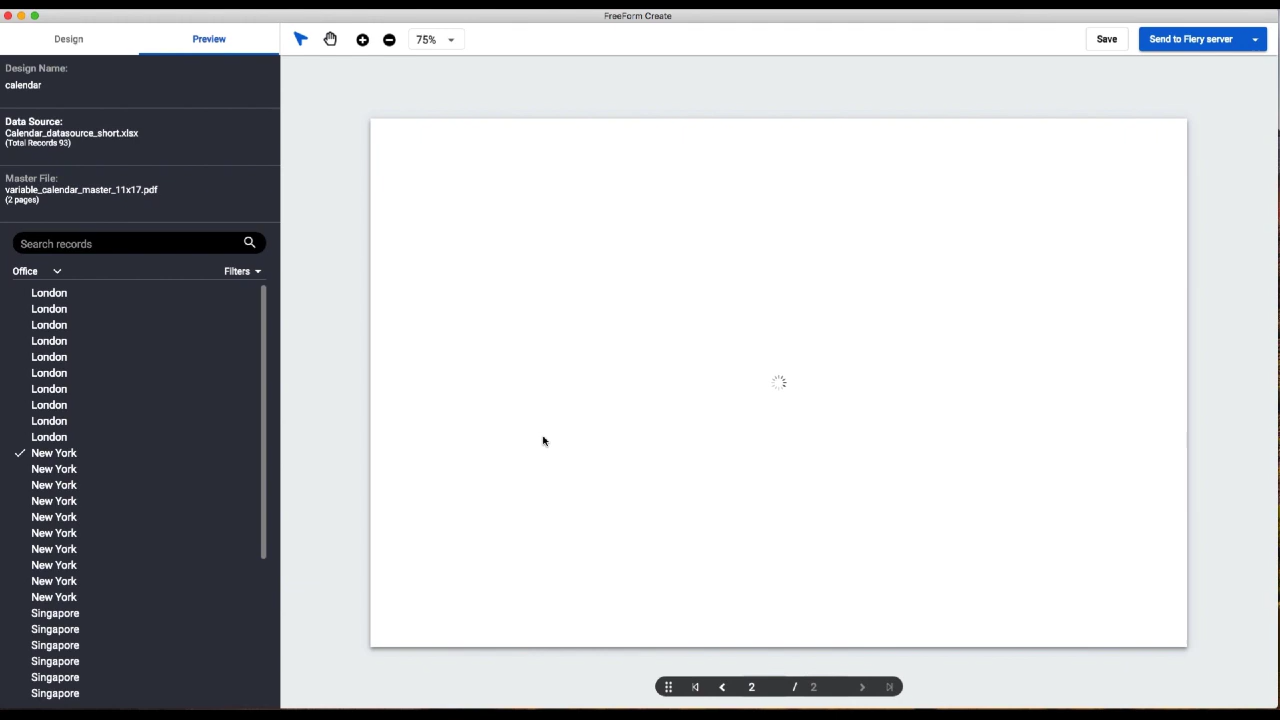 FreeForm Create
Design Preview 75% Save Send to Fiery server
Design Name:
calendar
Data Source:
Calendar_datasource_short.xlsx
(Total Records 93)
Master File:
variable_calendar_master_11x17.pdf
(2 pages)
Search records
Office Filters
London
London
London
London
London
London
London
London
London
London
New York
New York
New York
New York
New York
New York
New York
New York
New York
New York
Singapore
Singapore
Singapore
Singapore
Singapore
Singapore
2 / 2